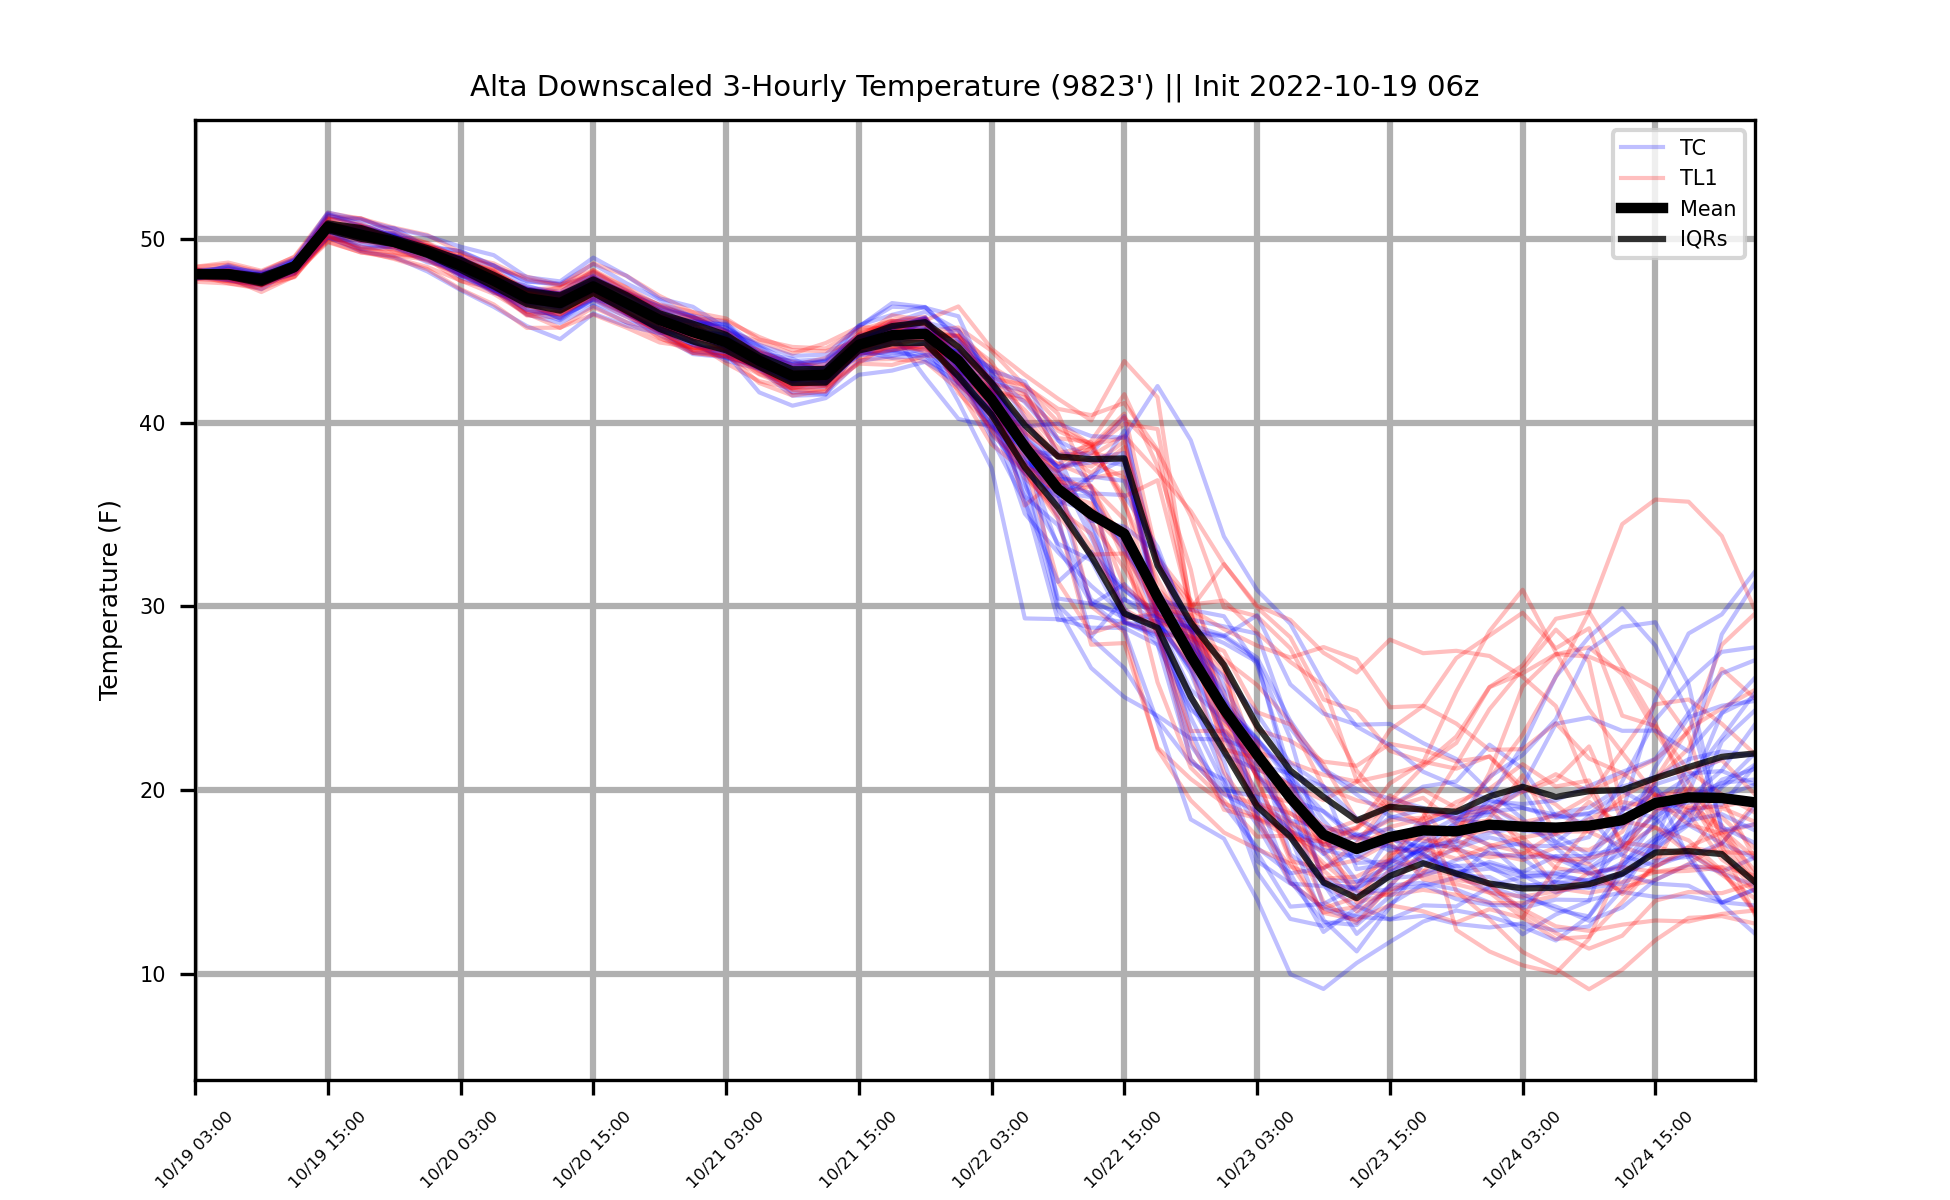 Alta Downscaled 3-Hourly Temperature (9823') || Init 2022-10-19 06z
TC
TL1
Mean
IQRs
Temperature (F)
50
40
30
20
10
10/19 03:00
10/19 15:00
10/20 03:00
10/20 15:00
10/21 03:00
10/21 15:00
10/22 03:00
10/22 15:00
10/23 03:00
10/23 15:00
10/24 03:00
10/24 15:00